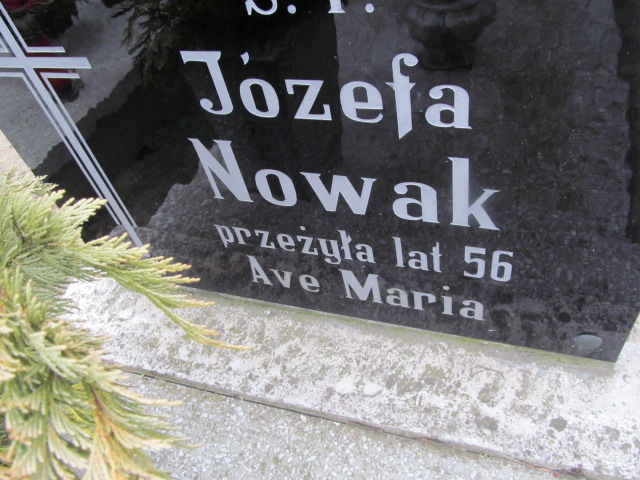 Ś. P.
Józefa
Nowak
przeżyła lat 56
Ave Maria